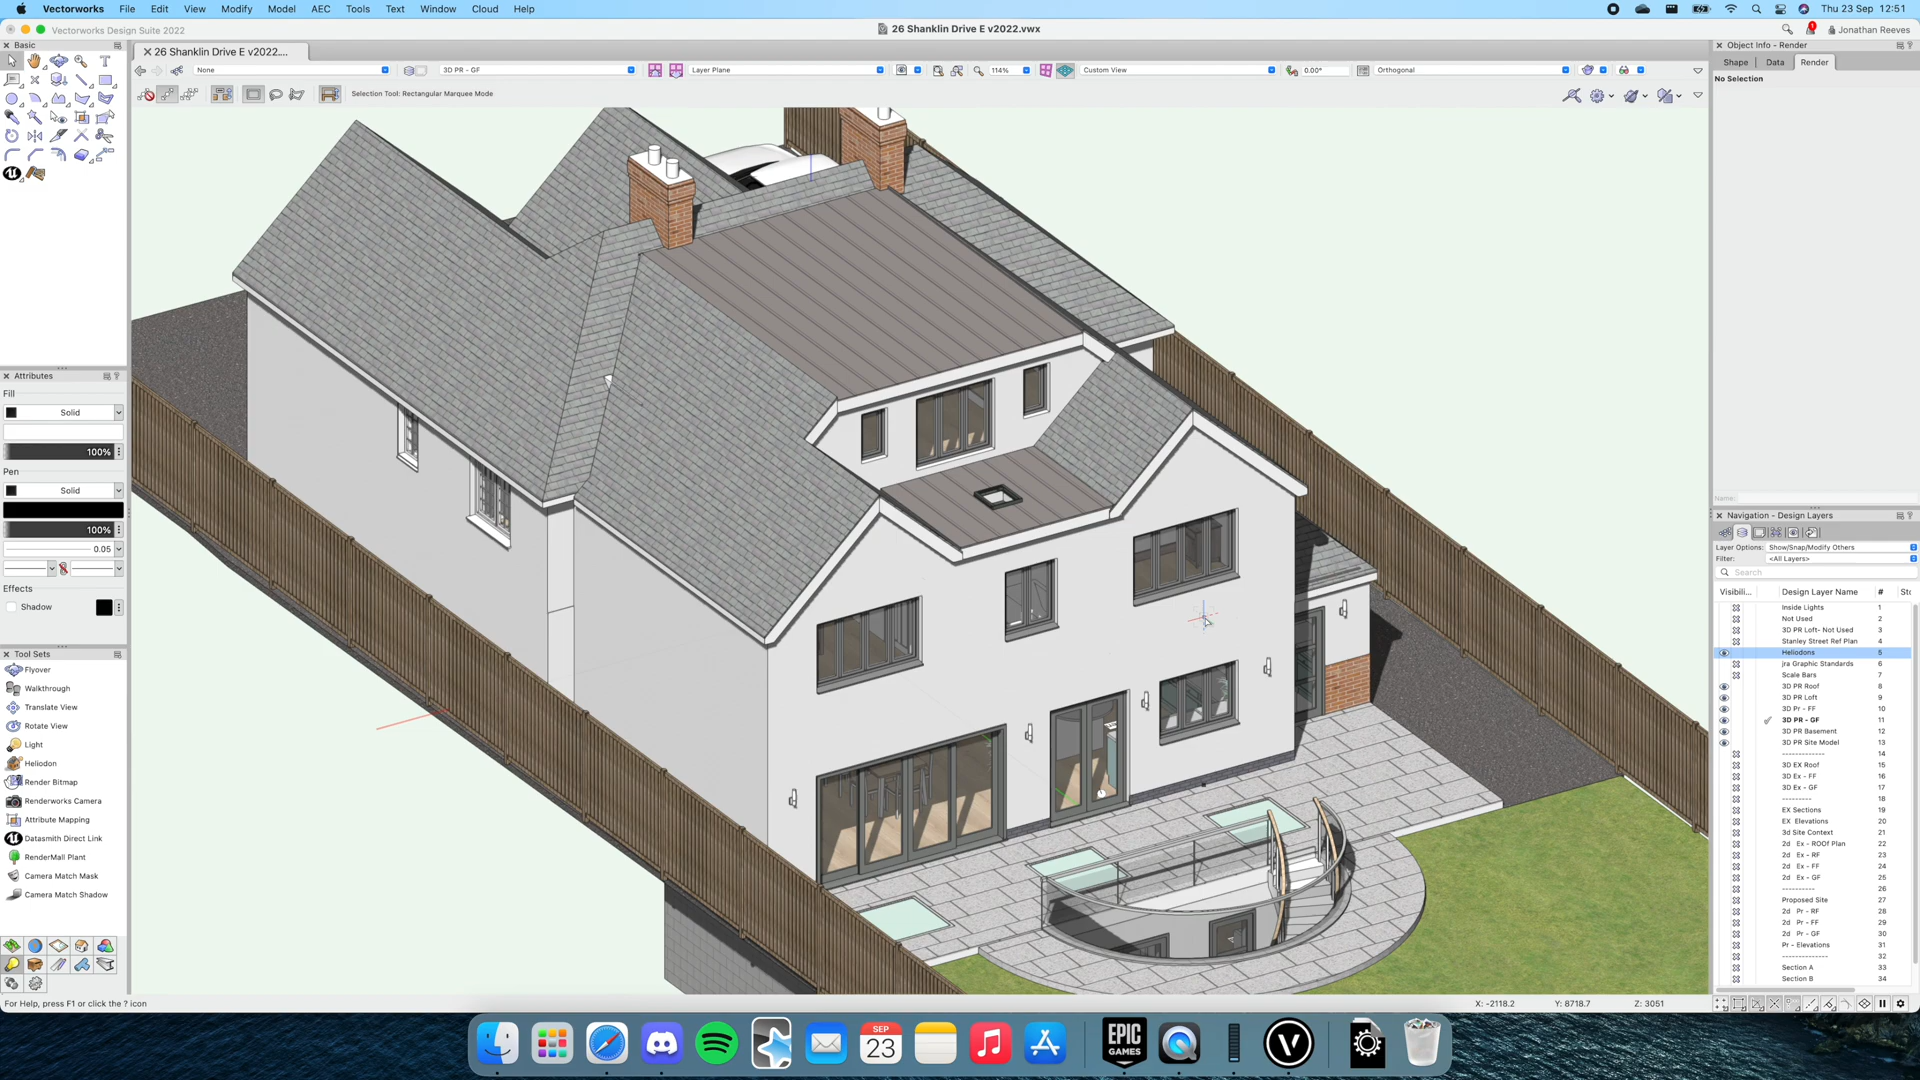 Vectorworks File Edit View Modify Model AEC Tools Text Window Cloud Help
Thu 23 Sep 12:51
Vectorworks Design Suite 2022
26 Shanklin Drive E v2022.vwx
Jonathan Reeves
Basic
26 Shanklin Drive E v2022....
None
3D PR - GF
Layer Plane
114%
Custom View
0.00°
Orthogonal
Selection Tool: Rectangular Marquee Mode
Attributes
Fill
Solid
100%
Pen
Solid
100%
0.05
Effects
Shadow
Tool Sets
Flyover
Walkthrough
Translate View
Rotate View
Light
Heliodon
Render Bitmap
Renderworks Camera
Attribute Mapping
Datasmith Direct Link
RenderMall Plant
Camera Match Mask
Camera Match Shadow
For Help, press F1 or click the ? icon
X: -2118.2 Y: 8718.7 Z: 3051
Object Info - Render
Shape Data Render
No Selection
Name:
Navigation - Design Layers
Layer Options: Show/Snap/Modify Others
Filter: <All Layers>
Search
Visibili... Design Layer Name # Stc
Inside Lights 1
Not Used 2
3D PR Loft- Not Used 3
Stanley Street Ref Plan 4
Heliodons 5
jra Graphic Standards 6
Scale Bars 7
3D PR Roof 8
3D PR Loft 9
3D Pr - FF 10
3D PR - GF 11
3D PR Basement 12
3D PR Site Model 13
------------- 14
3D EX Roof 15
3D Ex - FF 16
3D Ex - GF 17
--------- 18
EX Sections 19
EX Elevations 20
3d Site Context 21
2d Ex - ROOf Plan 22
2d Ex - RF 23
2d Ex - FF 24
2d Ex - GF 25
---------- 26
Proposed Site 27
2d Pr - RF 28
2d Pr - FF 29
2d Pr - GF 30
Pr - Elevations 31
-------------- 32
Section A 33
Section B 34
SEP
23
EPIC
GAMES